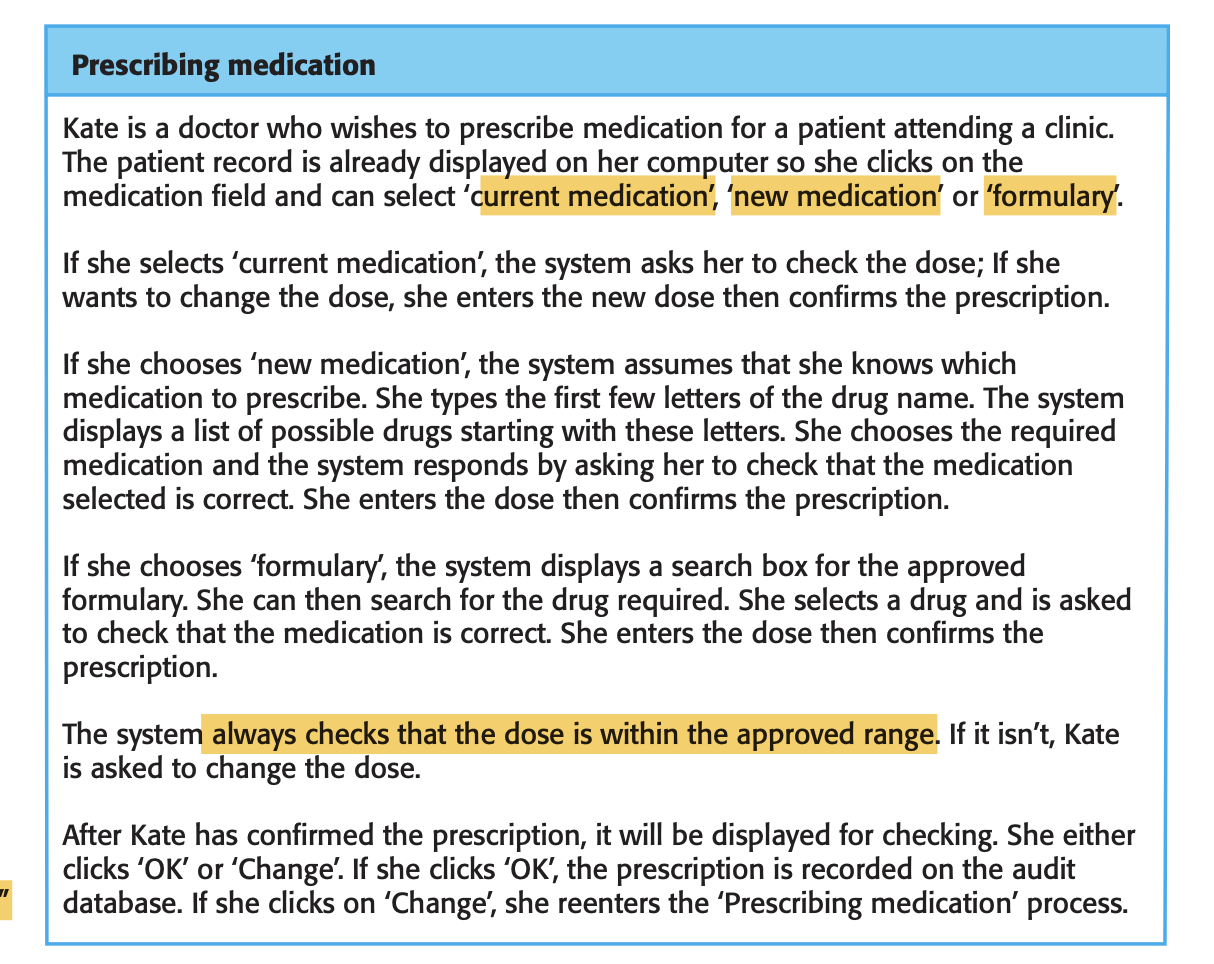 Prescribing medication
Kate is a doctor who wishes to prescribe medication for a patient attending a clinic.
The patient record is already displayed on her computer so she clicks on the
medication field and can select ‘current medication’, ‘new medication’ or ‘formulary’.
If she selects ‘current medication’, the system asks her to check the dose; If she
wants to change the dose, she enters the new dose then confirms the prescription.
If she chooses ‘new medication’, the system assumes that she knows which
medication to prescribe. She types the first few letters of the drug name. The system
displays a list of possible drugs starting with these letters. She chooses the required
medication and the system responds by asking her to check that the medication
selected is correct. She enters the dose then confirms the prescription.
If she chooses ‘formulary’, the system displays a search box for the approved
formulary. She can then search for the drug required. She selects a drug and is asked
to check that the medication is correct. She enters the dose then confirms the
prescription.
The system always checks that the dose is within the approved range. If it isn’t, Kate
is asked to change the dose.
After Kate has confirmed the prescription, it will be displayed for checking. She either
clicks ‘OK’ or ‘Change’. If she clicks ‘OK’, the prescription is recorded on the audit
” database. If she clicks on ‘Change’, she reenters the ‘Prescribing medication’ process.